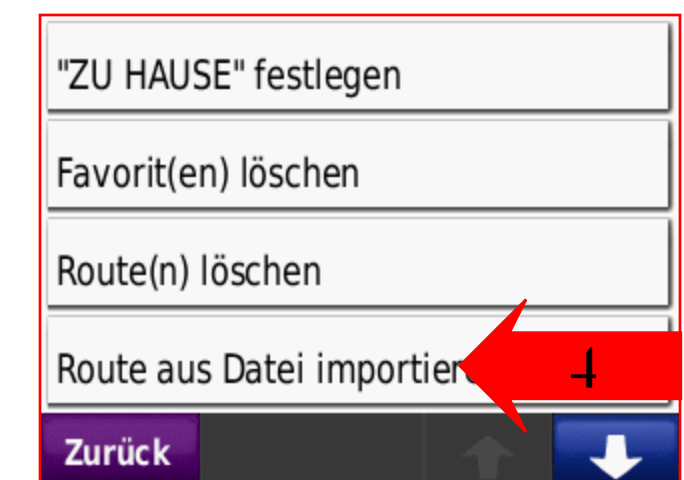 "ZU HAUSE" festlegen
Favorit(en) löschen
Route(n) löschen
Route aus Datei importier
4
Zurück